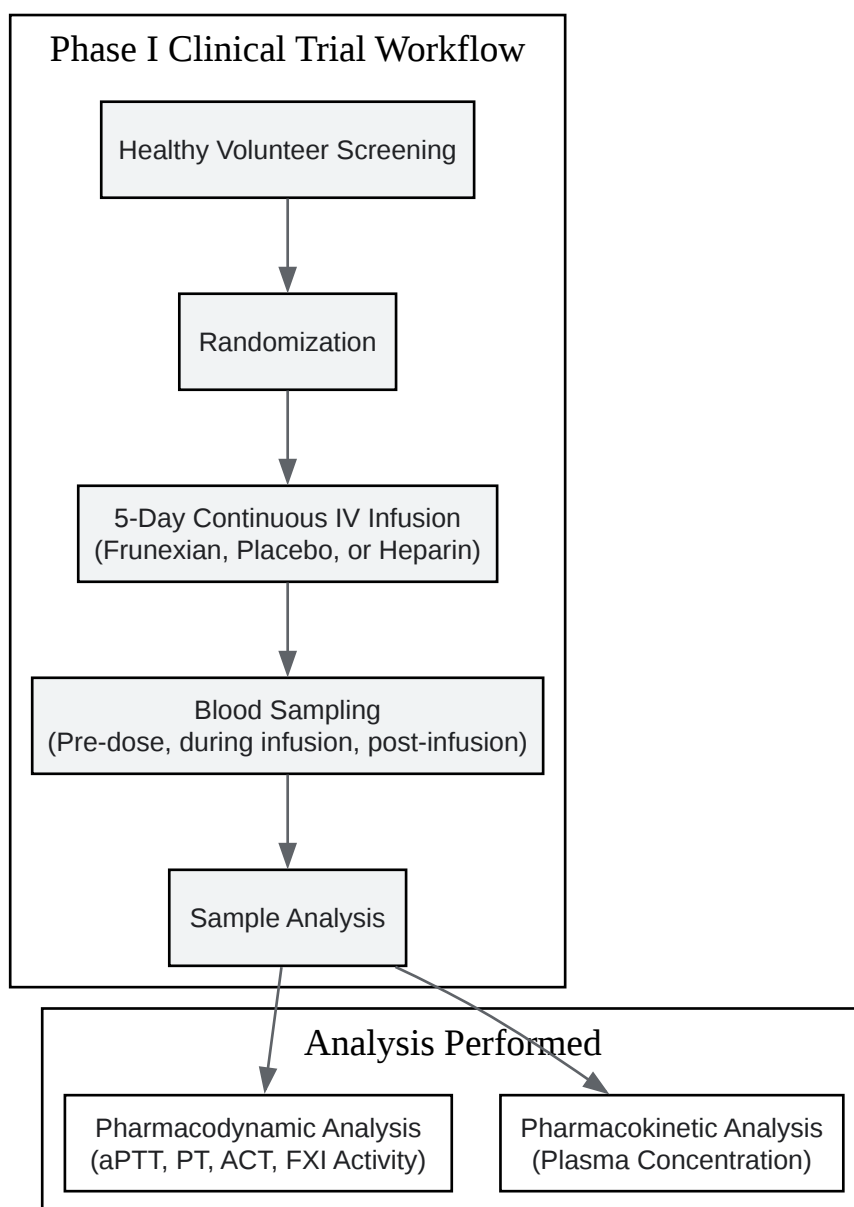 Phase I Clinical Trial Workflow
Healthy Volunteer Screening
Randomization
5-Day Continuous IV Infusion
(Frunexian, Placebo, or Heparin)
Blood Sampling
(Pre-dose, during infusion, post-infusion)
Sample Analysis
Analysis Performed
Pharmacodynamic Analysis
(aPTT, PT, ACT, FXI Activity)
Pharmacokinetic Analysis
(Plasma Concentration)